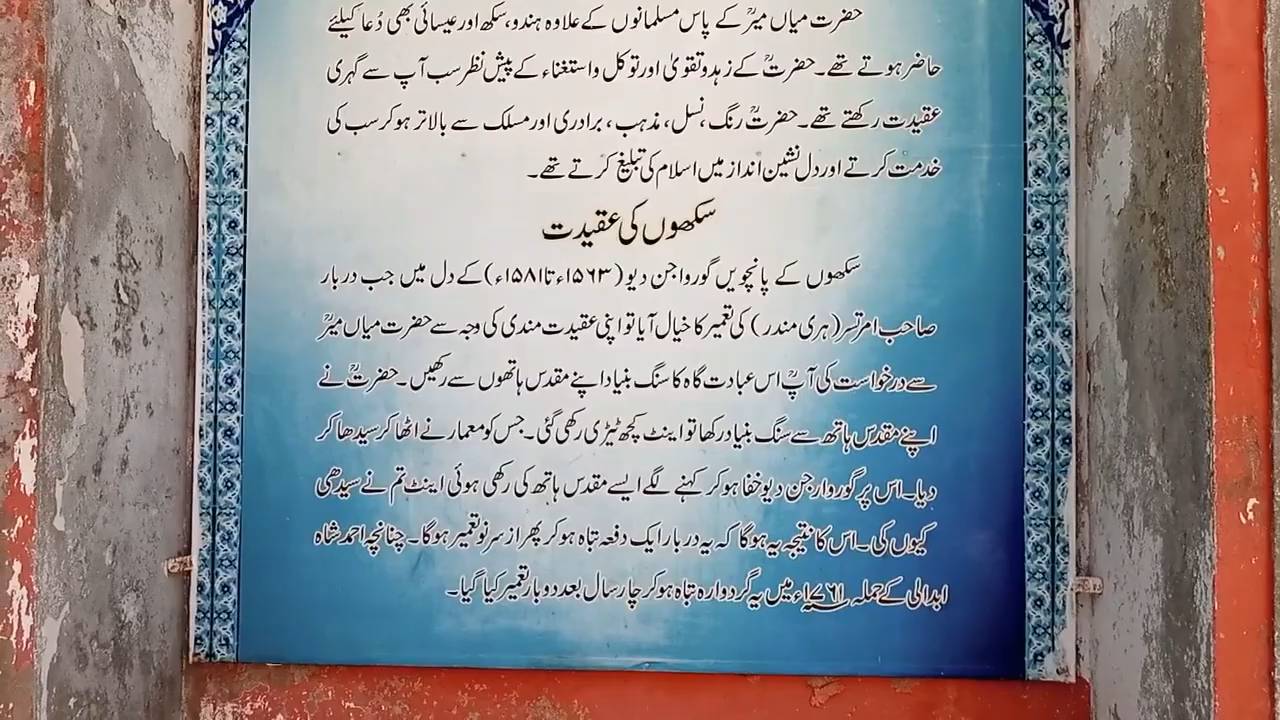 حضرت میاں میرؒ کے پاس مسلمانوں کے علاوہ ہندو، سکھ اور عیسائی بھی دُعا کیلئے
حاضر ہوتے تھے۔ حضرتؒ کے زہد و تقویٰ اور توکل و استغناء کے پیش نظر سب آپ سے گہری
عقیدت رکھتے تھے۔ حضرتؒ رنگ، نسل، مذہب، برادری اور مسلک سے بالاتر ہو کر سب کی
خدمت کرتے اور دل نشین انداز میں اسلام کی تبلیغ کرتے تھے۔
سکھوں کی عقیدت
سکھوں کے پانچویں گورو ارجن دیو (۱۵۶۳ء تا ۱۵۸۱ء) کے دل میں جب دربار
صاحب امرتسر (ہری مندر) کی تعمیر کا خیال آیا تو اپنی عقیدت مندی کی وجہ سے حضرت میاں میرؒ
سے درخواست کی آپؒ اس عبادت گاہ کا سنگ بنیاد اپنے مقدس ہاتھوں سے رکھیں۔ حضرتؒ نے
اپنے مقدس ہاتھ سے سنگ بنیاد رکھا تو اینٹ کچھ ٹیڑی رکھی گئی۔ جس کو معمار نے اٹھا کر سیدھا کر
دیا۔ اس پر گورو ارجن دیو خفا ہو کر کہنے لگے ایسے مقدس ہاتھ کی رکھی ہوئی اینٹ تم نے سیدھی
کیوں کی۔ اس کا نتیجہ یہ ہوگا کہ یہ دربار ایک دفعہ تباہ ہو کر پھر از سر نو تعمیر ہوگا۔ چنانچہ احمد شاہ
ابدالی کے حملہ ۱۷۶۱ء میں یہ گردوارہ تباہ ہو کر چار سال بعد دوبار تعمیر کیا گیا۔